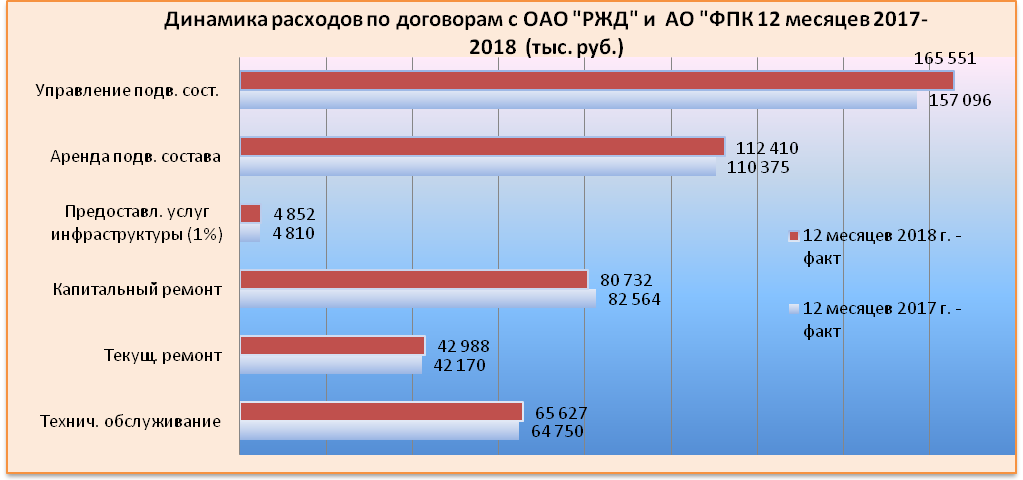 Динамика расходов по договорам с ОАО "РЖД" и АО "ФПК 12 месяцев 2017-
2018 (тыс. руб.)
Управление подв. сост.
165 551
157 096
Аренда подв. состава
112 410
110 375
Предоставл. услуг
инфраструктуры (1%)
4 852
4 810
Капитальный ремонт
80 732
82 564
Текущ. ремонт
42 988
42 170
Технич. обслуживание
65 627
64 750
12 месяцев 2018 г. -
факт
12 месяцев 2017 г. -
факт